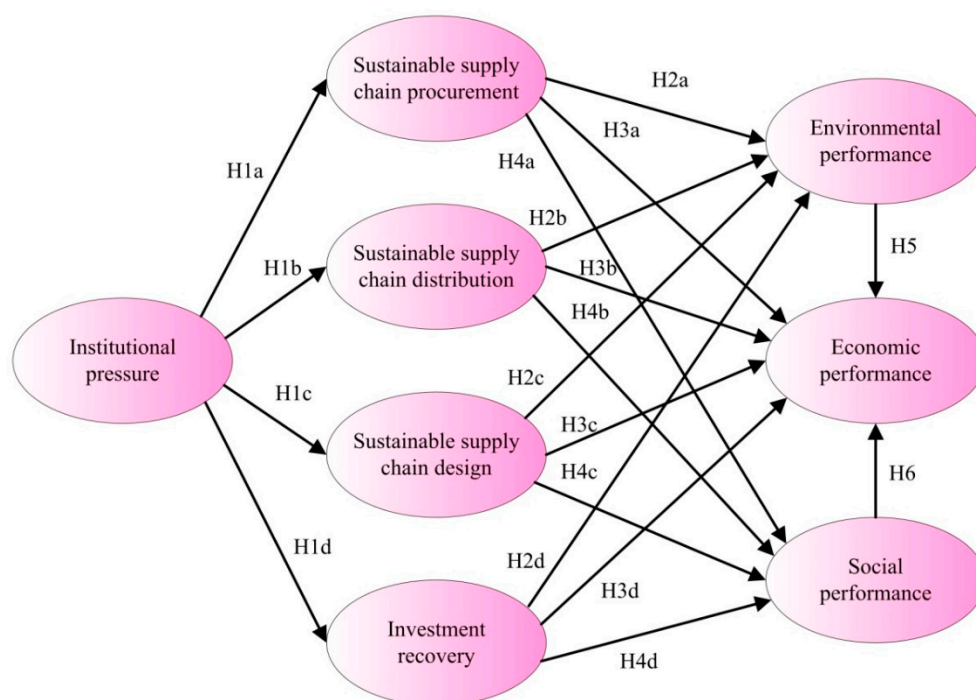 Sustainable supply
chain procurement
H2a
Environmental
performance
H3a
H4a
H1a
H2b
Sustainable supply
chain distribution
H1b
H3b
H5
H4b
Institutional
pressure
Economic
performance
H2c
H1c
H3c
Sustainable supply
chain design
H4c
H6
H1d
H2d
Social
performance
H3d
Investment
recovery
H4d